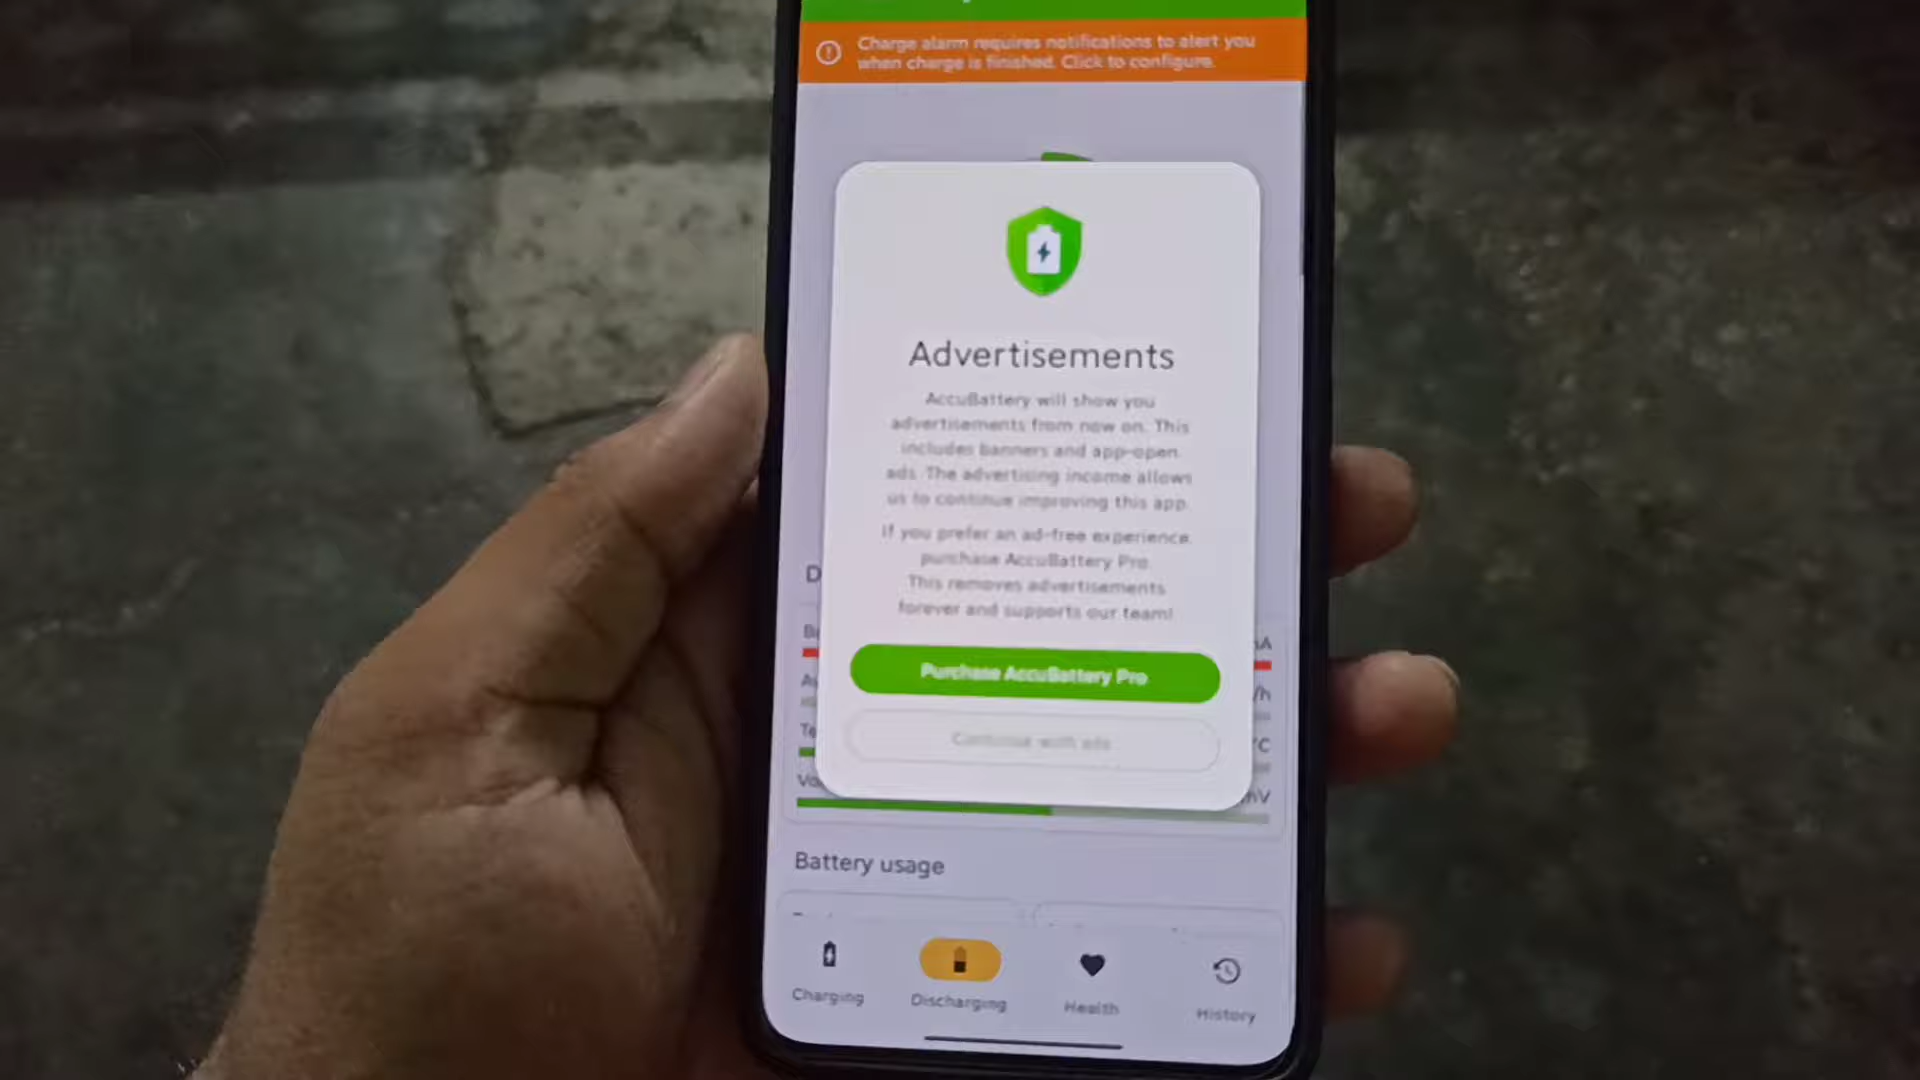 Charge alarm requires notifications to alert you
when charge is finished. Click to configure.
Advertisements
AccuBattery will show you
advertisements from now on. This
includes banners and app-open
ads. The advertising income allows
us to continue improving this app.
If you prefer an ad-free experience,
purchase AccuBattery Pro.
This removes advertisements
forever and supports our team!
Purchase AccuBattery Pro
Continue with ads
Battery usage
Charging
Discharging
Health
History